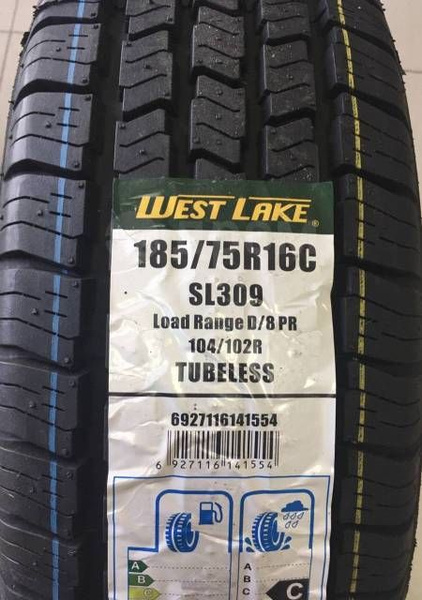 WEST LAKE®
185/75R16C
SL309
Load Range D/8 PR
104/102R
TUBELESS
6927116141554
6 927116 141554
A
B
C
A
B
C
C